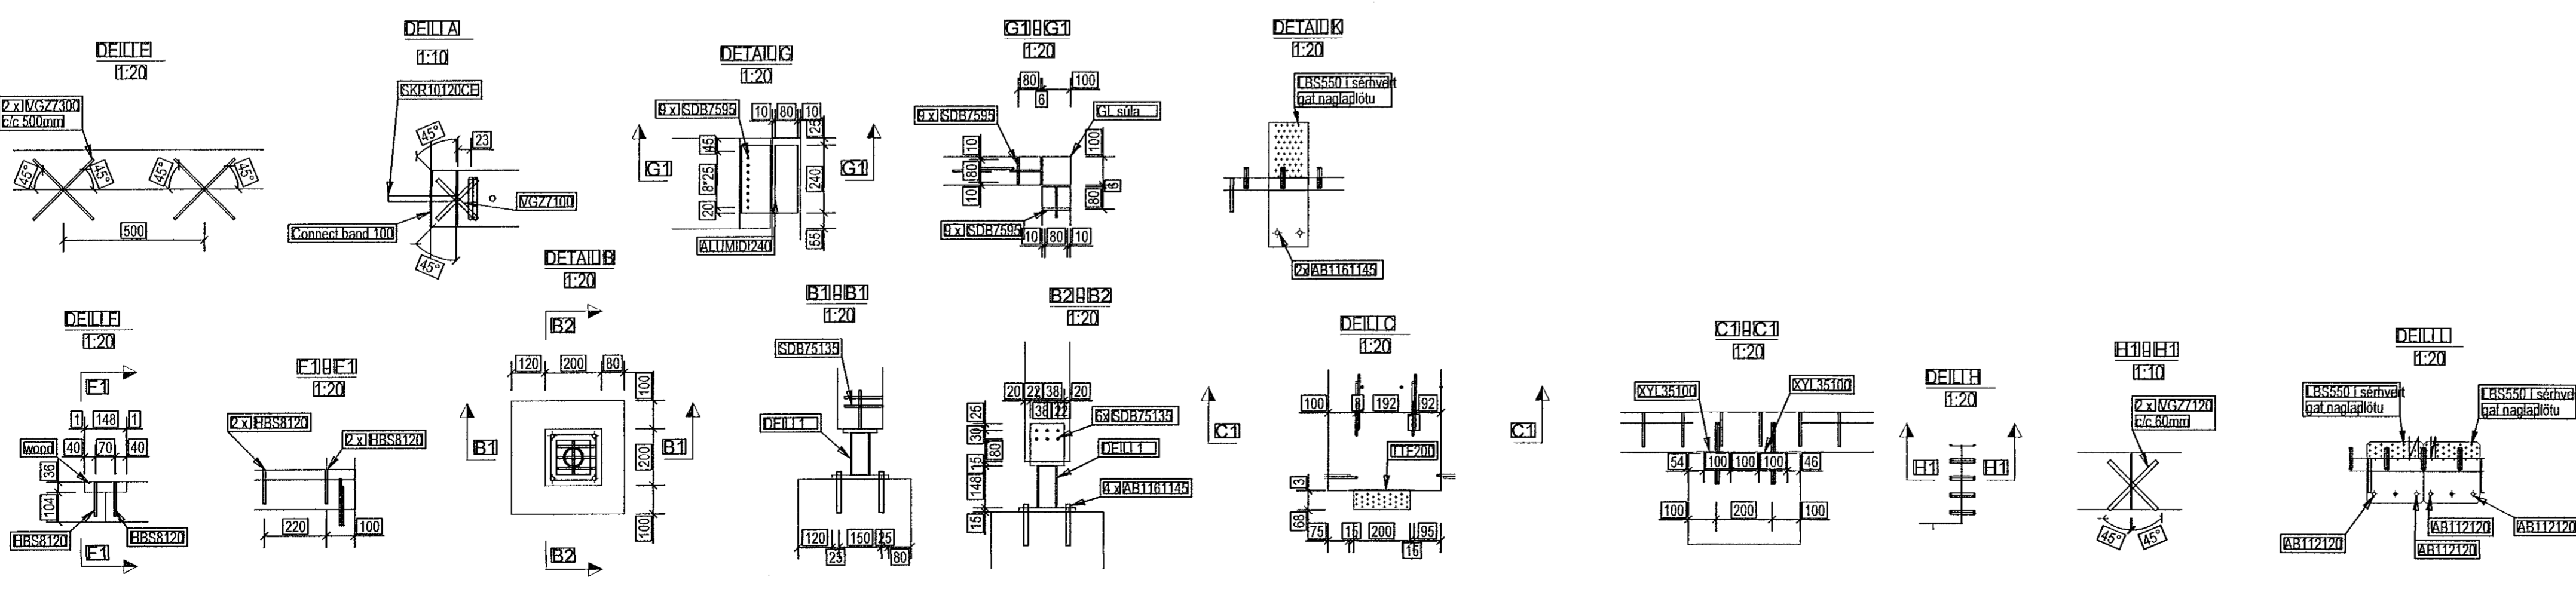 DEILI E
1:20
2 x VGZ7300
c/c 500mm
45°
45°
45°
45°
500
DEILI A
1:10
SKR10120CE
45°
23
VGZ7100
Connect band 100
45°
DETAIL G
1:20
9 x SDB7595
10 80 10
25
45
G1
G1
8*25
240
20
55
ALUMIDI240
G1-G1
1:20
80 100
6
9 x SDB7595
GL súla
10
100
80
6
10
80
9 x SDB7595
10 80 10
DETAIL K
1:20
LBS550 í sérhvert
gat naglaplötu
2x AB1161145
DEILI F
1:20
F1
1 148 1
wood
40 70 40
36
104
HBS8120
HBS8120
F1
F1-F1
1:20
2 x HBS8120
2 x HBS8120
220 100
DETAIL B
1:20
B2
120 200 80
100
B1
B1
200
100
B2
B1-B1
1:20
SDB75135
DEILI 1
120 150 25
25 80
B2-B2
1:20
20 22 38 20
38 22
25
30
80
15
148
15
6x SDB75135
DEILI 1
4 x AB1161145
DEILI C
1:20
C1
C1
100 8 192 92
8
TTF200
3
68
75 15 200 95
15
C1-C1
1:20
XYL35100
XYL35100
54 100 100 100 46
100 200 100
DEILI H
1:20
H1
H1
H1-H1
1:10
2 x VGZ7120
c/c 60mm
45° 45°
DEILI L
1:20
LBS550 í sérhvert
gat naglaplötu
LBS550 í sérhve
gat naglaplötu
AB112120
AB112120
AB112120
AB112120